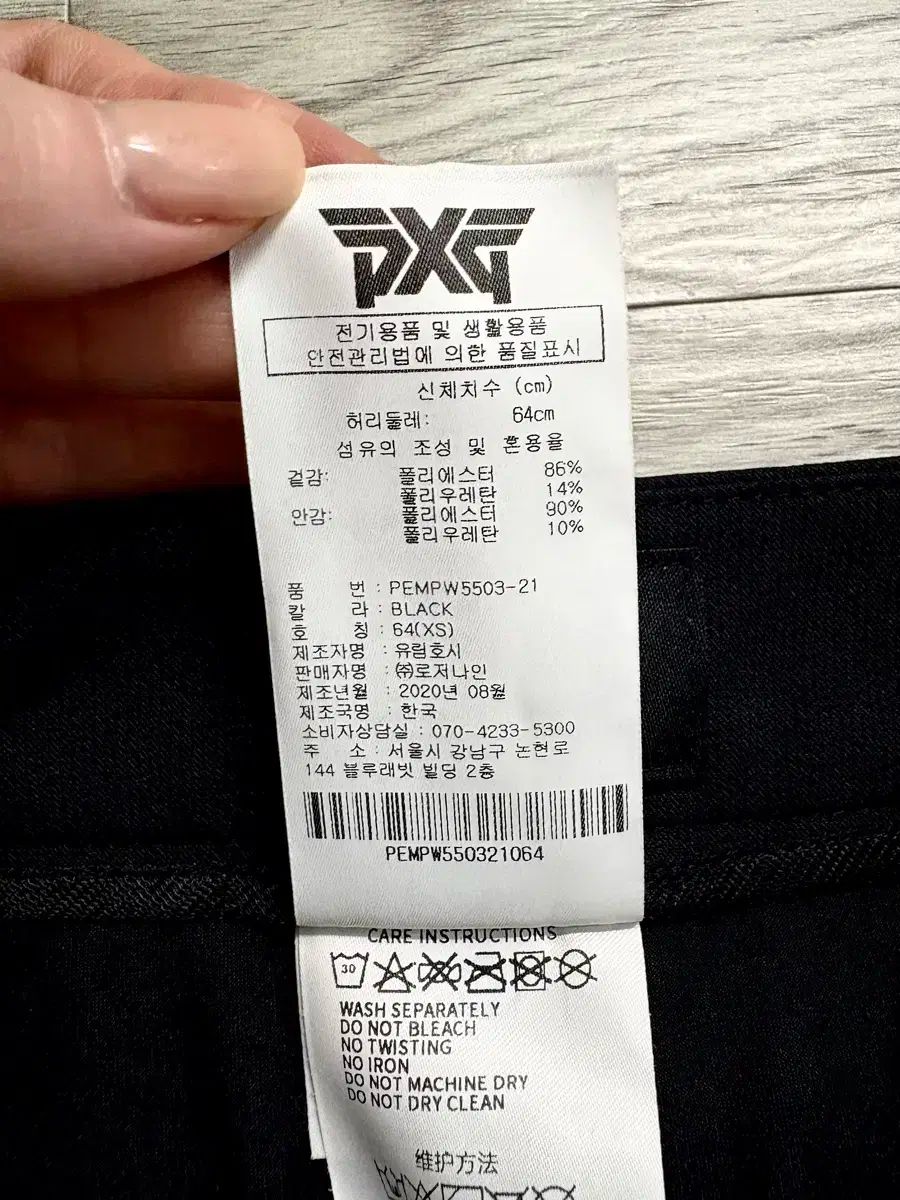 PXG
전기용품 및 생활용품
안전관리법에 의한 품질표시
신체치수 (cm)
허리둘레: 64cm
섬유의 조성 및 혼용율
겉감: 폴리에스터 86%
폴리우레탄 14%
안감: 폴리에스터 90%
폴리우레탄 10%
품 번 : PEMPW5503-21
칼 라 : BLACK
호 칭 : 64(XS)
제조자명 : 유림호시
판매자명 : ㈜로저나인
제조년월 : 2020년 08월
제조국명 : 한국
소비자상담실 : 070-4233-5300
주 소 : 서울시 강남구 논현로
144 블루래빗 빌딩 2층
PEMPW550321064
CARE INSTRUCTIONS
30
WASH SEPARATELY
DO NOT BLEACH
NO TWISTING
NO IRON
DO NOT MACHINE DRY
DO NOT DRY CLEAN
维护方法